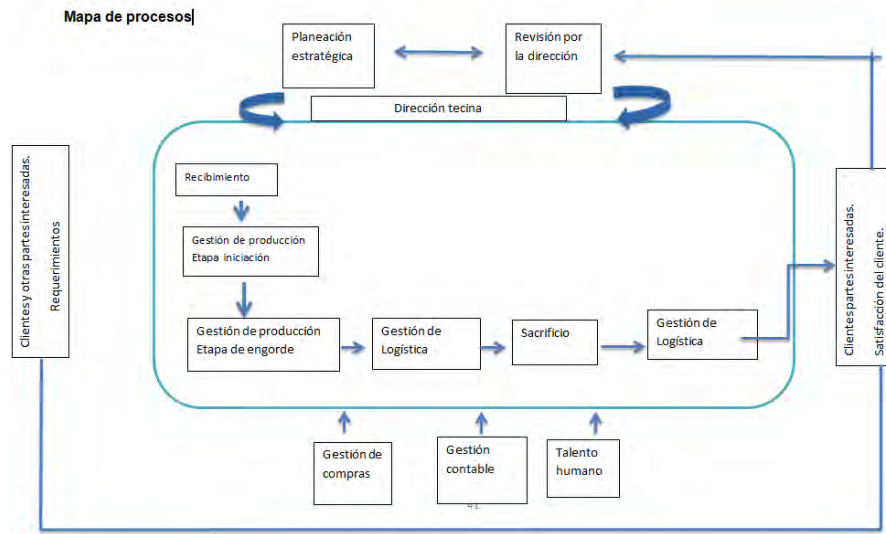 Mapa de procesos
Planeación
estratégica
Revisión por
la dirección
Dirección tecina
Clientes y otras partes interesadas.
Requerimientos
Recibimiento
Gestión de producción
Etapa iniciación
Gestión de producción
Etapa de engorde
Gestión de
Logística
Sacrificio
Gestión de
Logística
Clientes partes interesadas.
Satisfaccion del cliente.
Gestión de
compras
Gestión
contable
Talento
humano
41